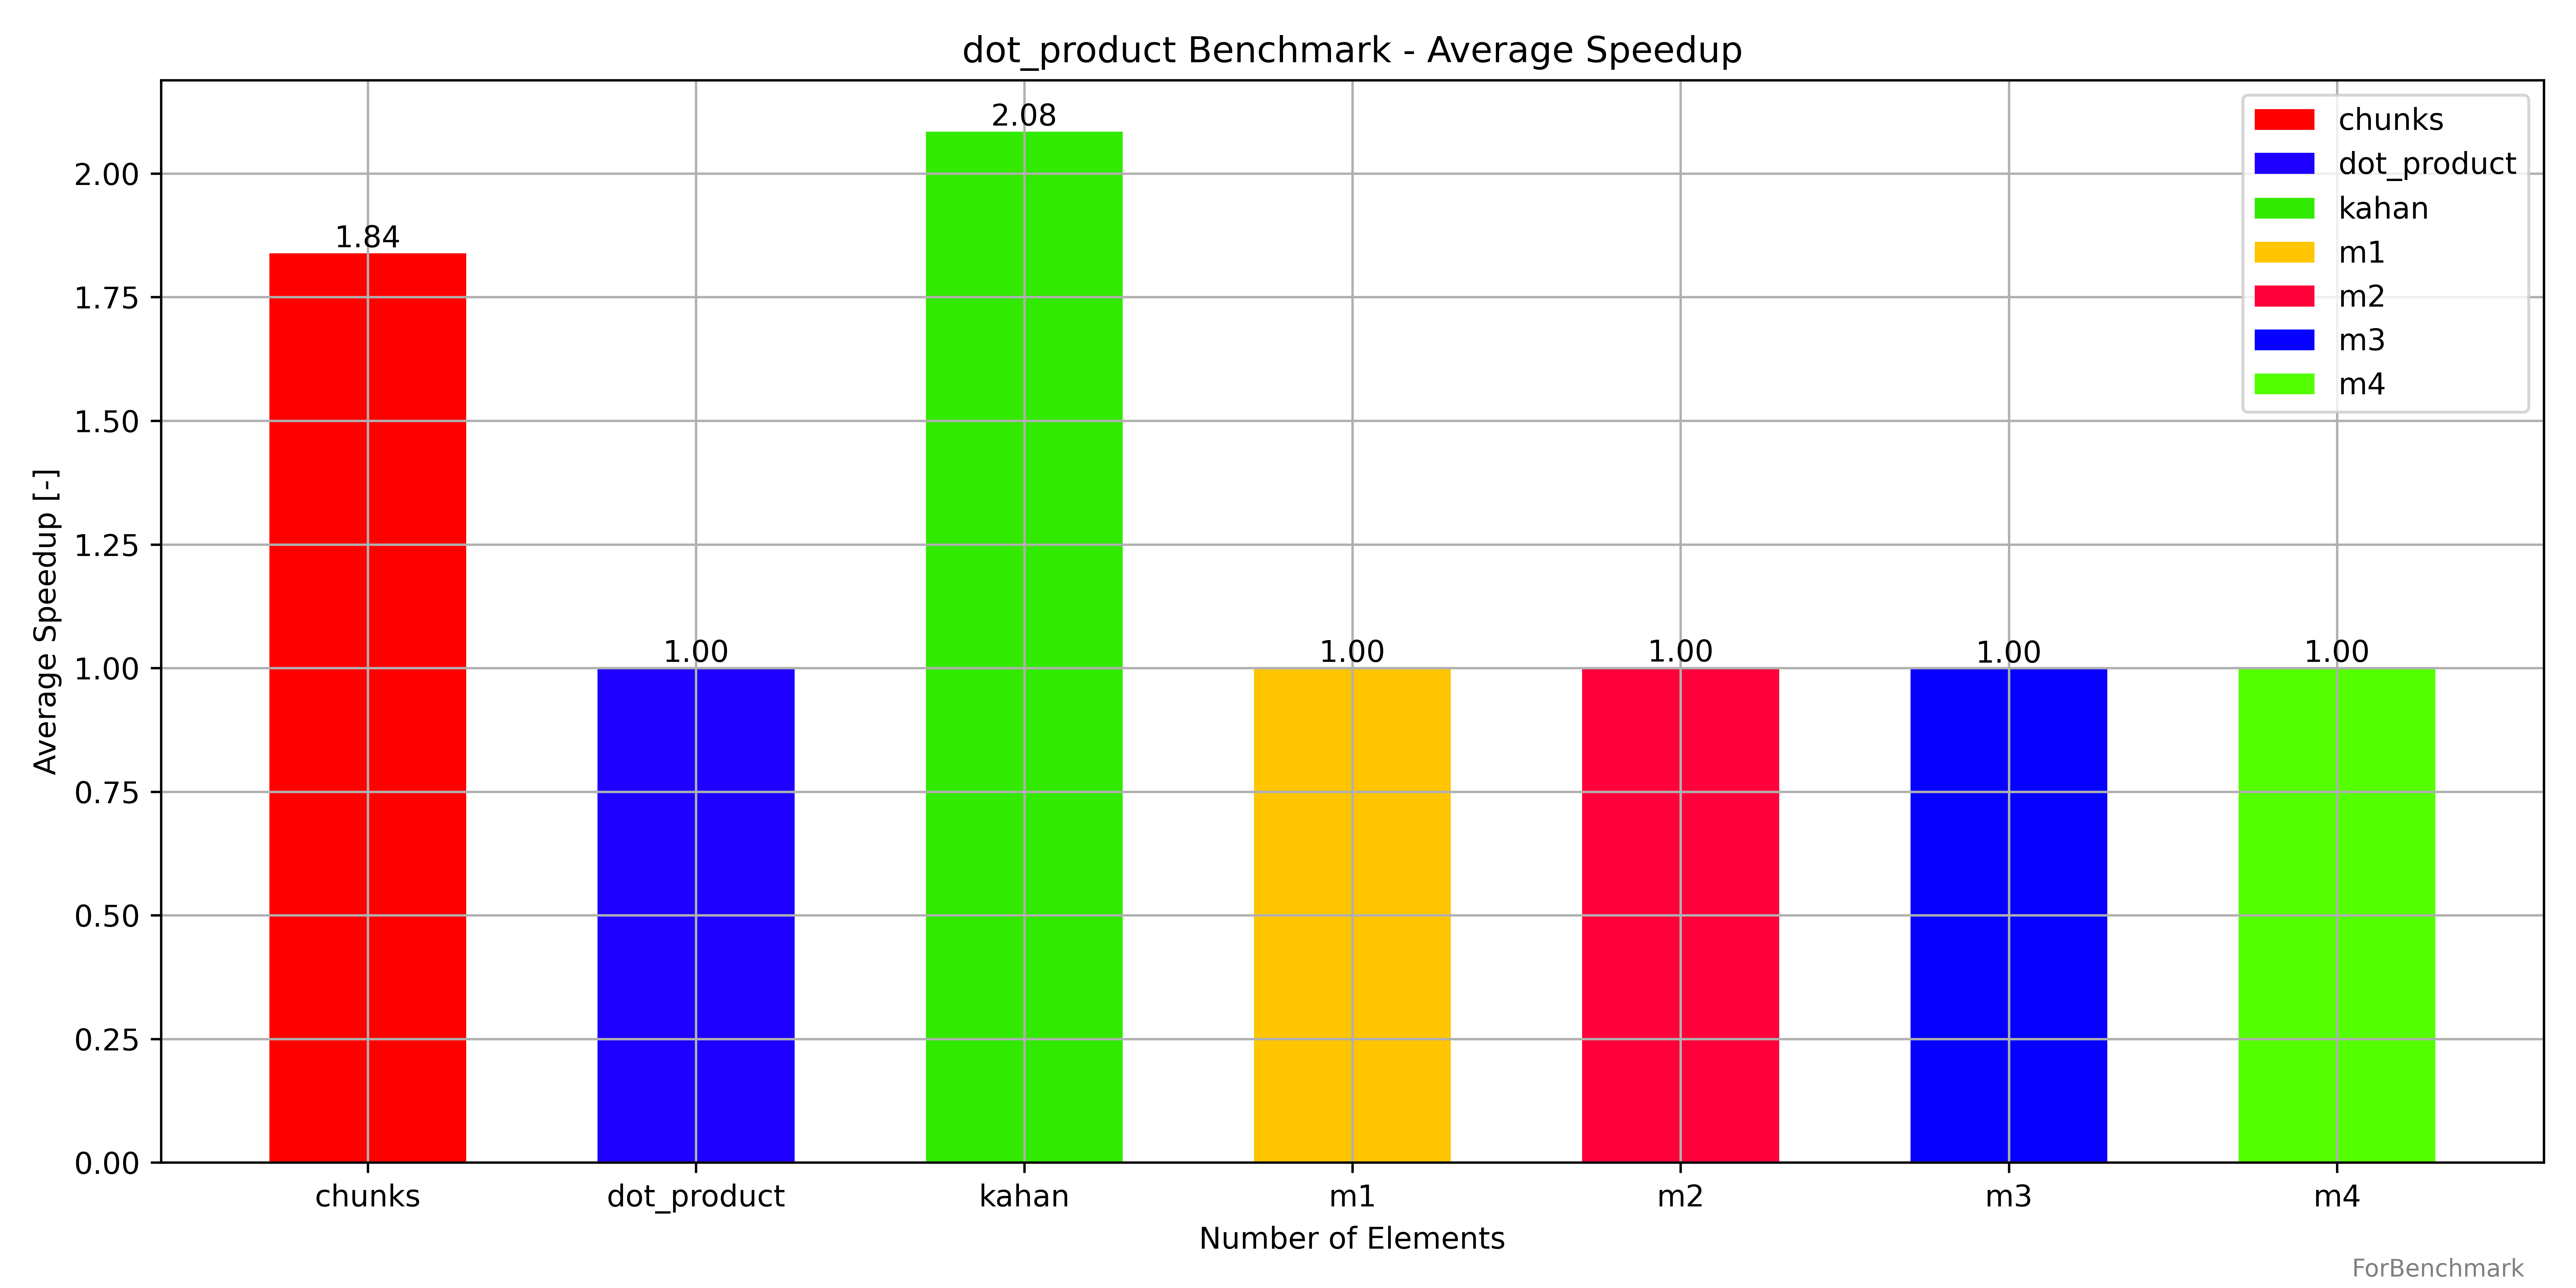 dot_product Benchmark - Average Speedup
2.08
1.84
1.00
1.00
1.00
1.00
1.00
chunks
dot_product
kahan
m1
m2
m3
m4
Average Speedup [-]
2.00
1.75
1.50
1.25
1.00
0.75
0.50
0.25
0.00
chunks dot_product kahan m1 m2 m3 m4
Number of Elements
ForBenchmark